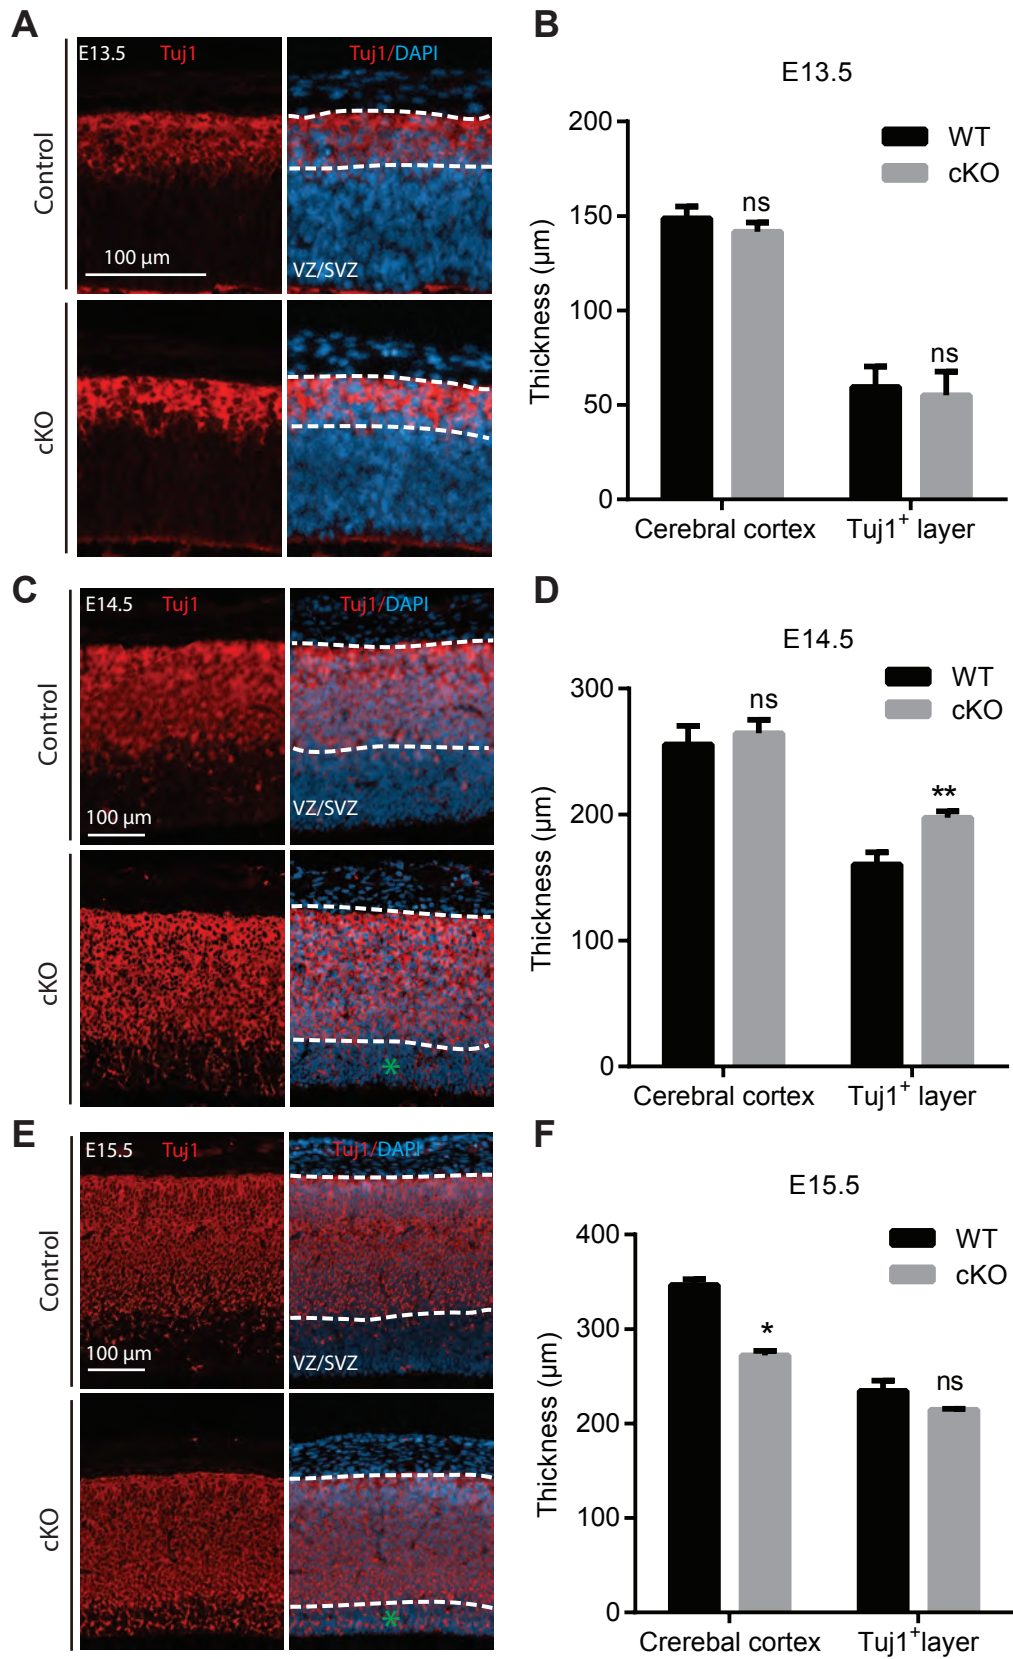 A
E13.5 Tuj1
Tuj1/DAPI
Control
100 µm
VZ/SVZ
cKO
B
E13.5
WT
cKO
Thickness (µm)
200
150
100
50
0
ns
ns
Cerebral cortex
Tuj1+ layer
C
E14.5 Tuj1
Tuj1/DAPI
Control
100 µm
VZ/SVZ
cKO
*
D
E14.5
WT
cKO
Thickness (µm)
300
200
100
0
ns
**
Cerebral cortex
Tuj1+ layer
E
E15.5 Tuj1
Tuj1/DAPI
Control
100 µm
VZ/SVZ
cKO
*
F
E15.5
WT
cKO
Thickness (µm)
400
300
200
100
0
*
ns
Crerebal cortex
Tuj1+layer